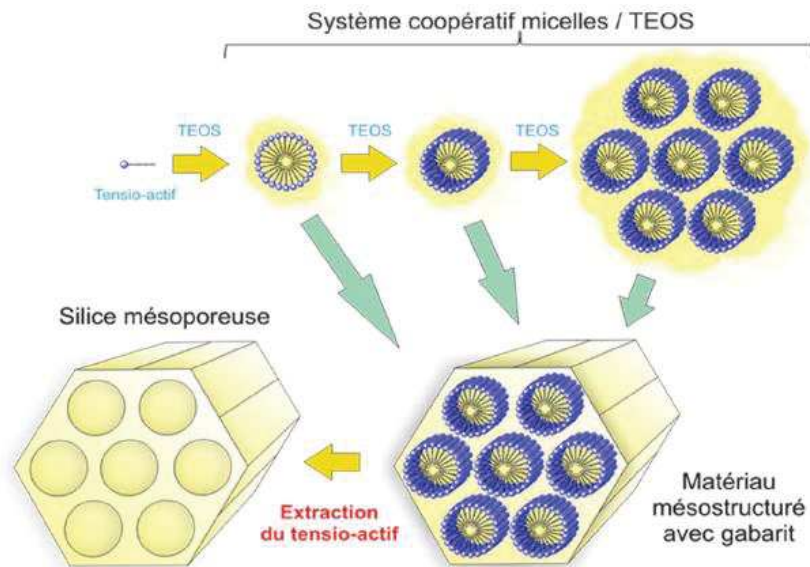 Système coopératif micelles / TEOS
TEOS
TEOS
TEOS
Tensio-actif
Silice mésoporeuse
Extraction
du tensio-actif
Matériau
mésostructuré
avec gabarit